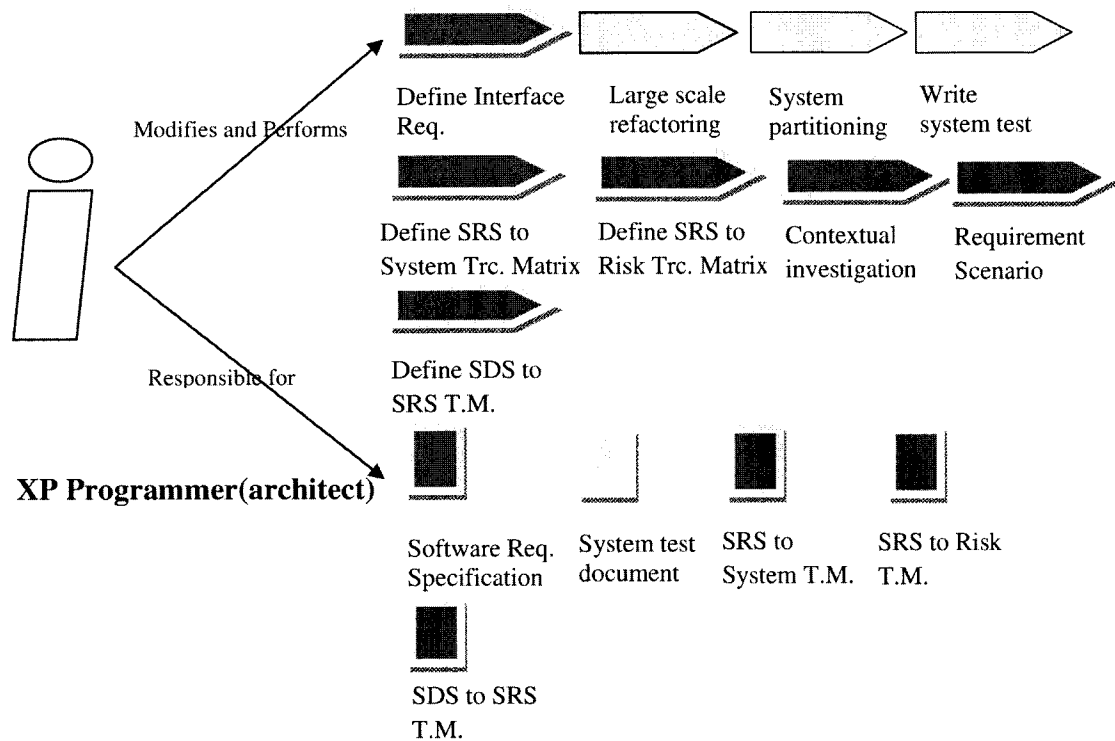 Define Interface Req.
Large scale refactoring
System partitioning
Write system test
Modifies and Performs
Define SRS to System Trc. Matrix
Define SRS to Risk Trc. Matrix
Contextual investigation
Requirement Scenario
Define SDS to SRS T.M.
Responsible for
XP Programmer(architect)
Software Req. Specification
System test document
SRS to System T.M.
SRS to Risk T.M.
SDS to SRS T.M.